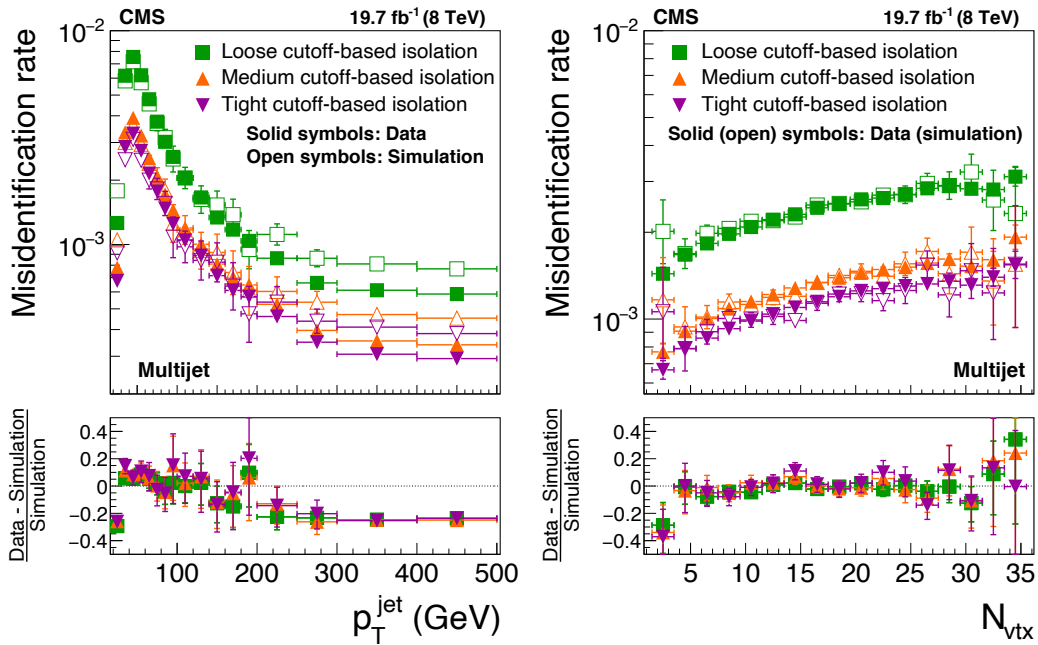 CMS 19.7 fb⁻¹ (8 TeV)
Misidentification rate
10⁻²
10⁻³
Loose cutoff-based isolation
Medium cutoff-based isolation
Tight cutoff-based isolation
Solid symbols: Data
Open symbols: Simulation
Multijet
Data - Simulation
Simulation
0.4
0.2
0
−0.2
−0.4
100 200 300 400 500
p_T^jet (GeV)
CMS 19.7 fb⁻¹ (8 TeV)
Misidentification rate
10⁻²
10⁻³
Loose cutoff-based isolation
Medium cutoff-based isolation
Tight cutoff-based isolation
Solid (open) symbols: Data (simulation)
Multijet
Data - Simulation
Simulation
0.4
0.2
0
−0.2
−0.4
5 10 15 20 25 30 35
N_vtx